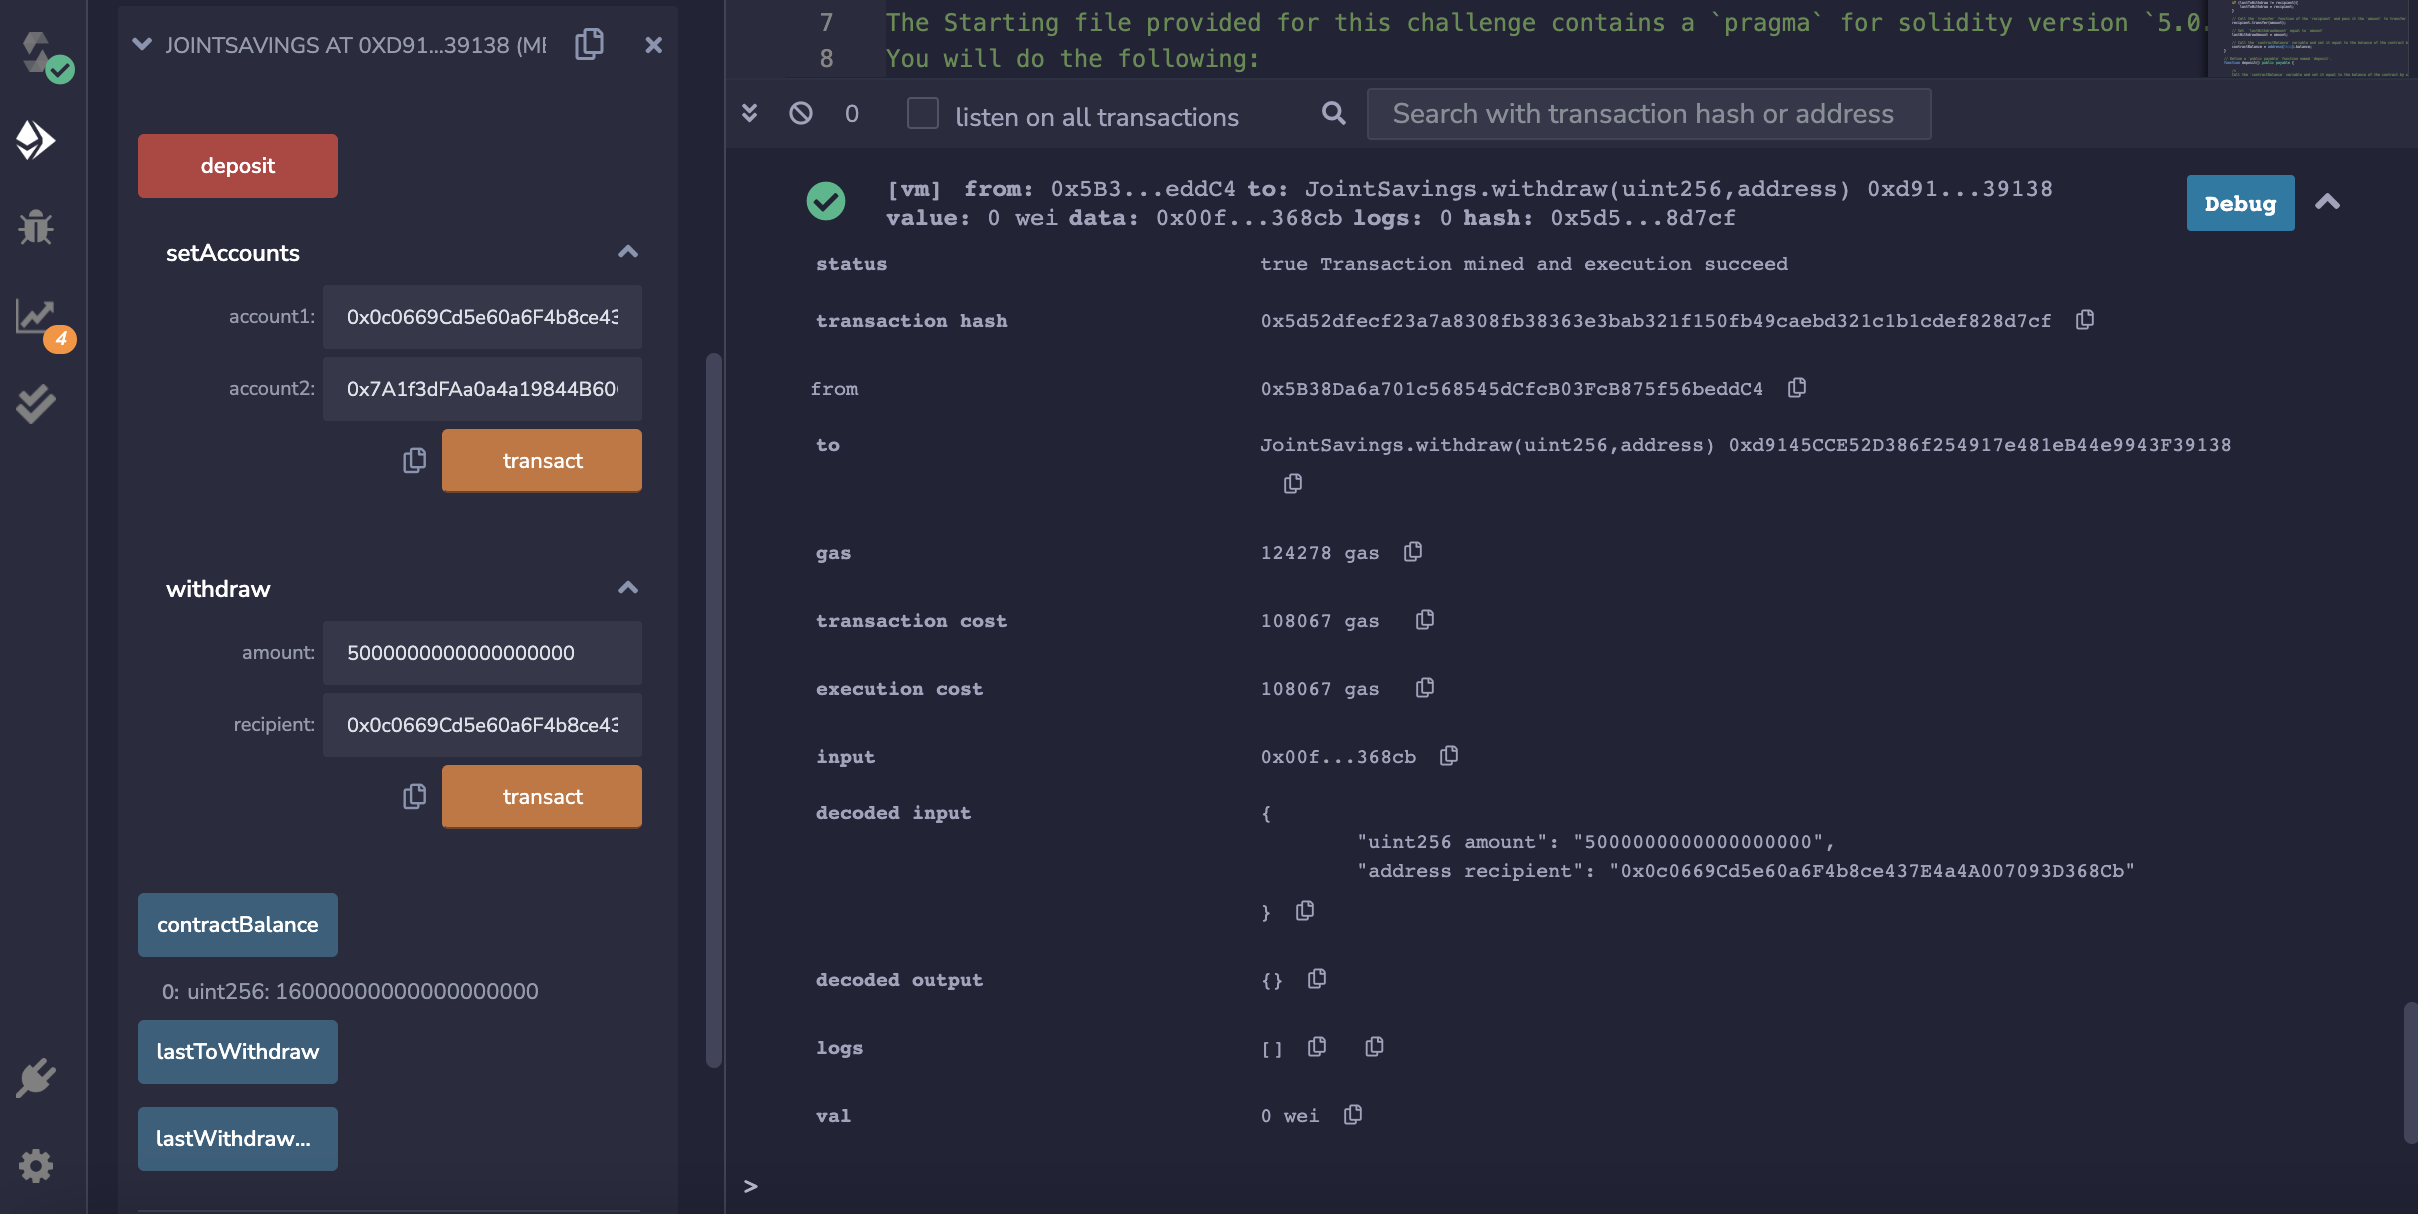 JOINTSAVINGS AT 0XD91...39138 (ME
deposit
setAccounts
account1: 0x0c0669Cd5e60a6F4b8ce43
account2: 0x7A1f3dFAa0a4a19844B60
transact
withdraw
amount: 5000000000000000000
recipient: 0x0c0669Cd5e60a6F4b8ce43
transact
contractBalance
0: uint256: 16000000000000000000
lastToWithdraw
lastWithdraw...
4
7 The Starting file provided for this challenge contains a `pragma` for solidity version `5.0.
8 You will do the following:
0 listen on all transactions Search with transaction hash or address
[vm] from: 0x5B3...eddC4 to: JointSavings.withdraw(uint256,address) 0xd91...39138
value: 0 wei data: 0x00f...368cb logs: 0 hash: 0x5d5...8d7cf
Debug
status true Transaction mined and execution succeed
transaction hash 0x5d52dfecf23a7a8308fb38363e3bab321f150fb49caebd321c1b1cdef828d7cf
from 0x5B38Da6a701c568545dCfcB03FcB875f56beddC4
to JointSavings.withdraw(uint256,address) 0xd9145CCE52D386f254917e481eB44e9943F39138
gas 124278 gas
transaction cost 108067 gas
execution cost 108067 gas
input 0x00f...368cb
decoded input {
"uint256 amount": "5000000000000000000",
"address recipient": "0x0c0669Cd5e60a6F4b8ce437E4a4A007093D368Cb"
}
decoded output {}
logs []
val 0 wei
>